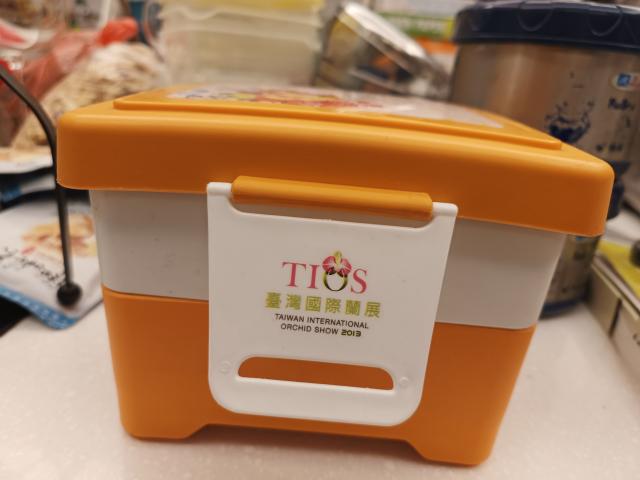 TIOS
臺灣國際蘭展
TAIWAN INTERNATIONAL
ORCHID SHOW 2013